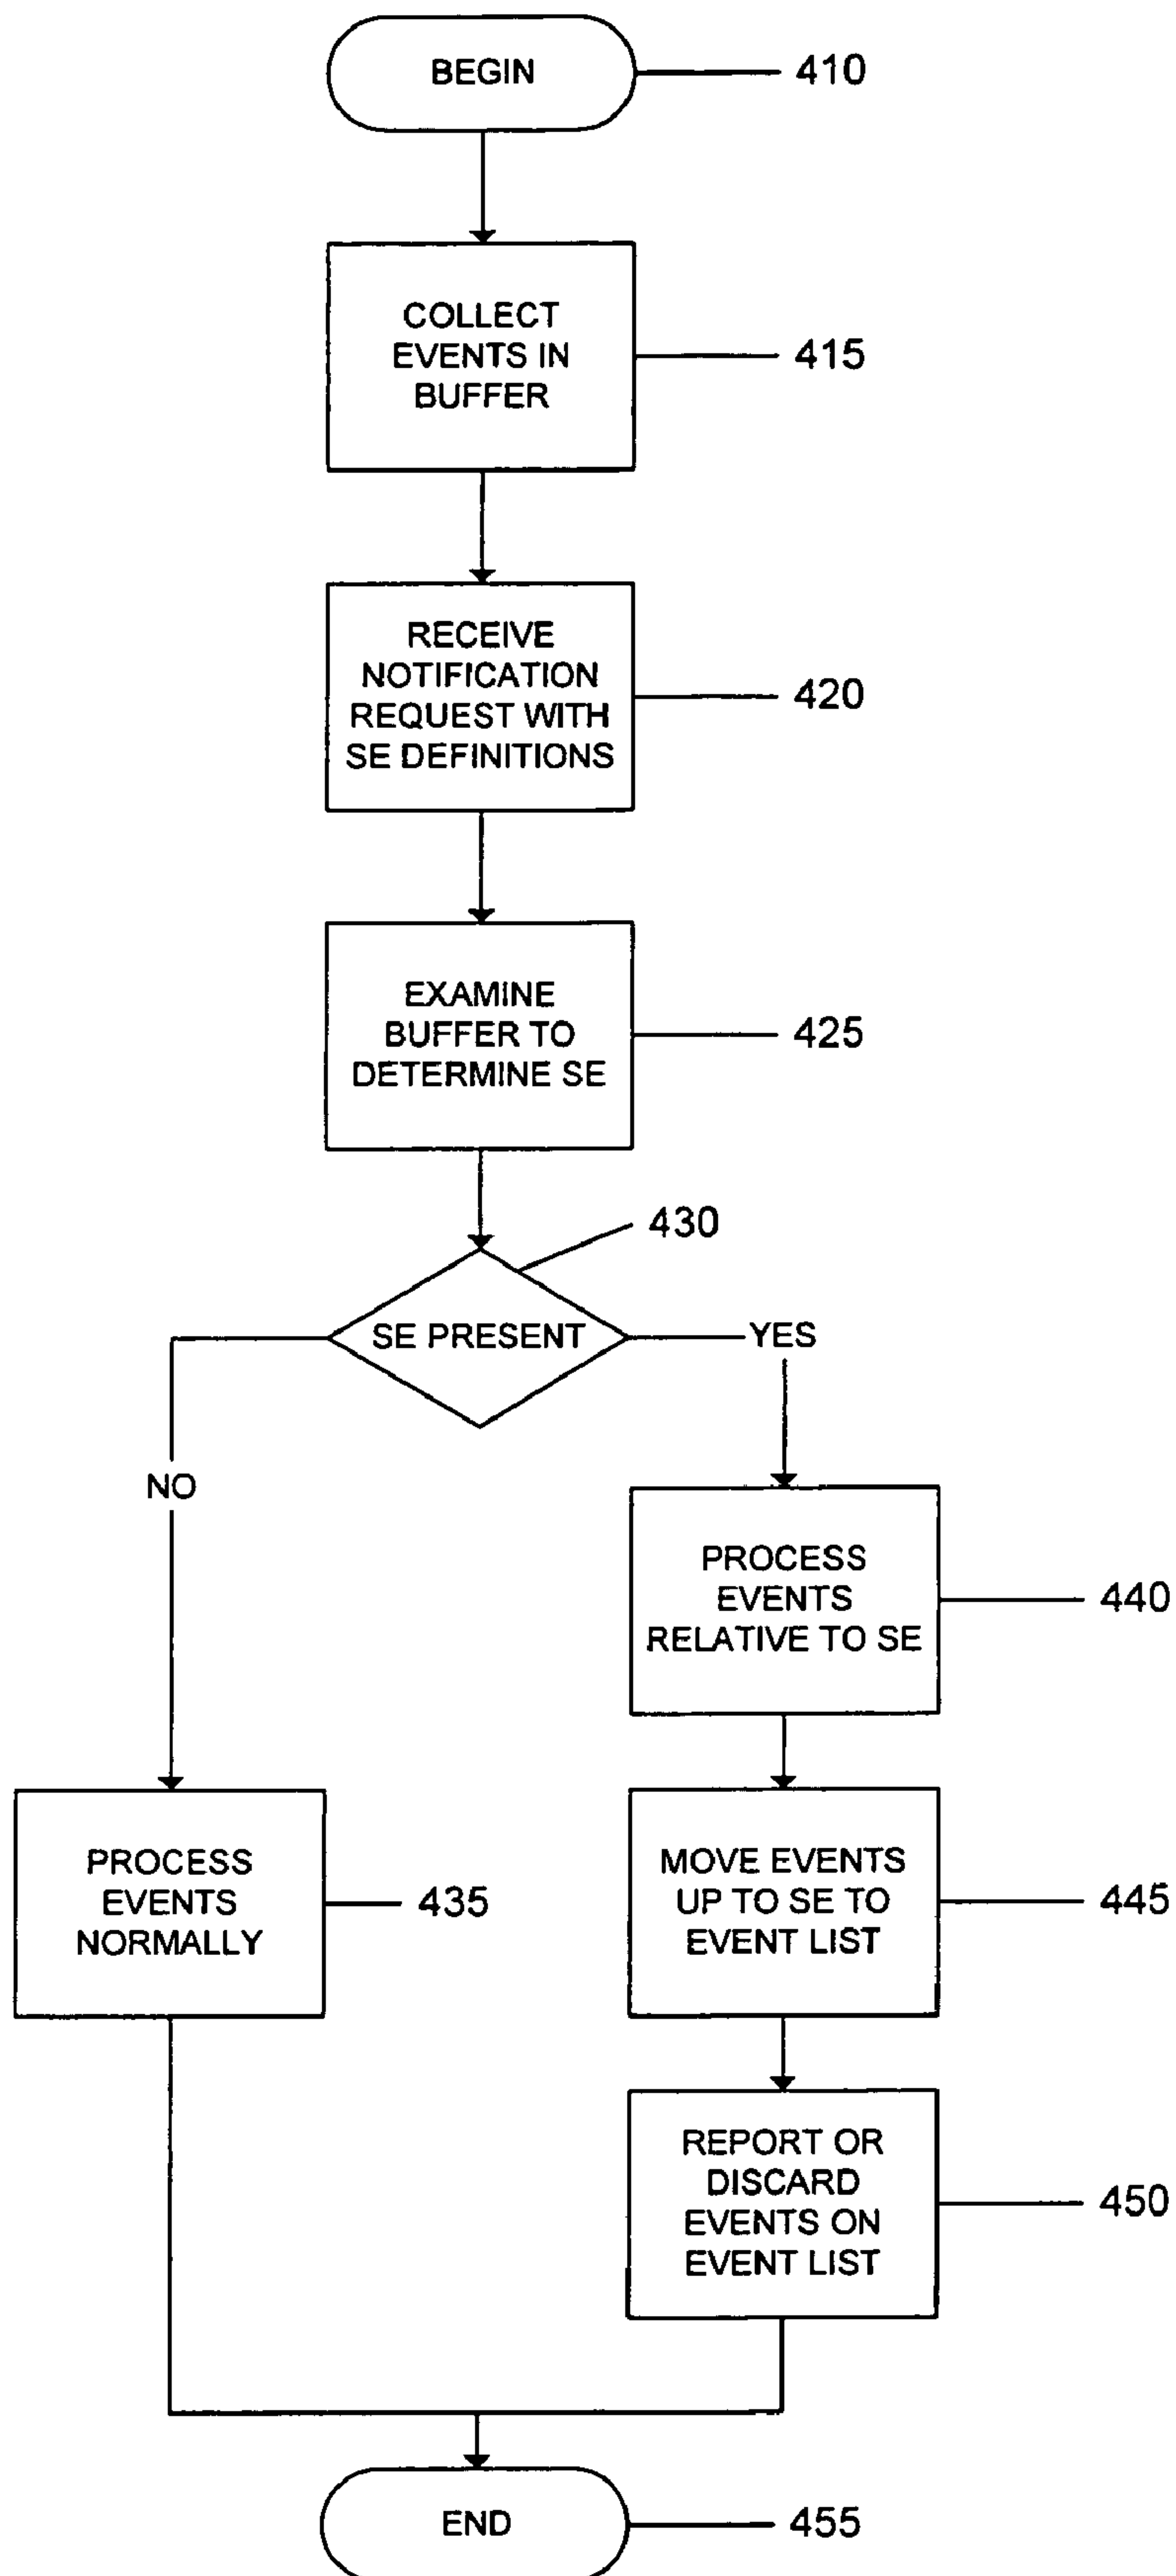 BEGIN
410
COLLECT
EVENTS IN
BUFFER
415
RECEIVE
NOTIFICATION
REQUEST WITH
SE DEFINITIONS
420
EXAMINE
BUFFER TO
DETERMINE SE
425
430
SE PRESENT
YES
NO
PROCESS
EVENTS
RELATIVE TO SE
440
PROCESS
EVENTS
NORMALLY
435
MOVE EVENTS
UP TO SE TO
EVENT LIST
445
REPORT OR
DISCARD
EVENTS ON
EVENT LIST
450
END
455